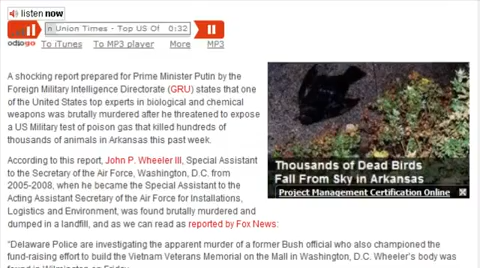 listen now
n Union Times - Top US Of 0:32
odiogo To iTunes To MP3 player More MP3
A shocking report prepared for Prime Minister Putin by the
Foreign Military Intelligence Directorate (GRU) states that one
of the United States top experts in biological and chemical
weapons was brutally murdered after he threatened to expose
a US Military test of poison gas that killed hundreds of
thousands of animals in Arkansas this past week.
Thousands of Dead Birds
Fall From Sky in Arkansas
Project Management Certification Online
According to this report, John P. Wheeler III, Special Assistant
to the Secretary of the Air Force, Washington, D.C. from
2005-2008, when he became the Special Assistant to the
Acting Assistant Secretary of the Air Force for Installations,
Logistics and Environment, was found brutally murdered and
dumped in a landfill, and as we can read as reported by Fox News:
“Delaware Police are investigating the apparent murder of a former Bush official who also championed the
fund-raising effort to build the Vietnam Veterans Memorial on the Mall in Washington, D.C. Wheeler's body was
found in Wilmington on Friday